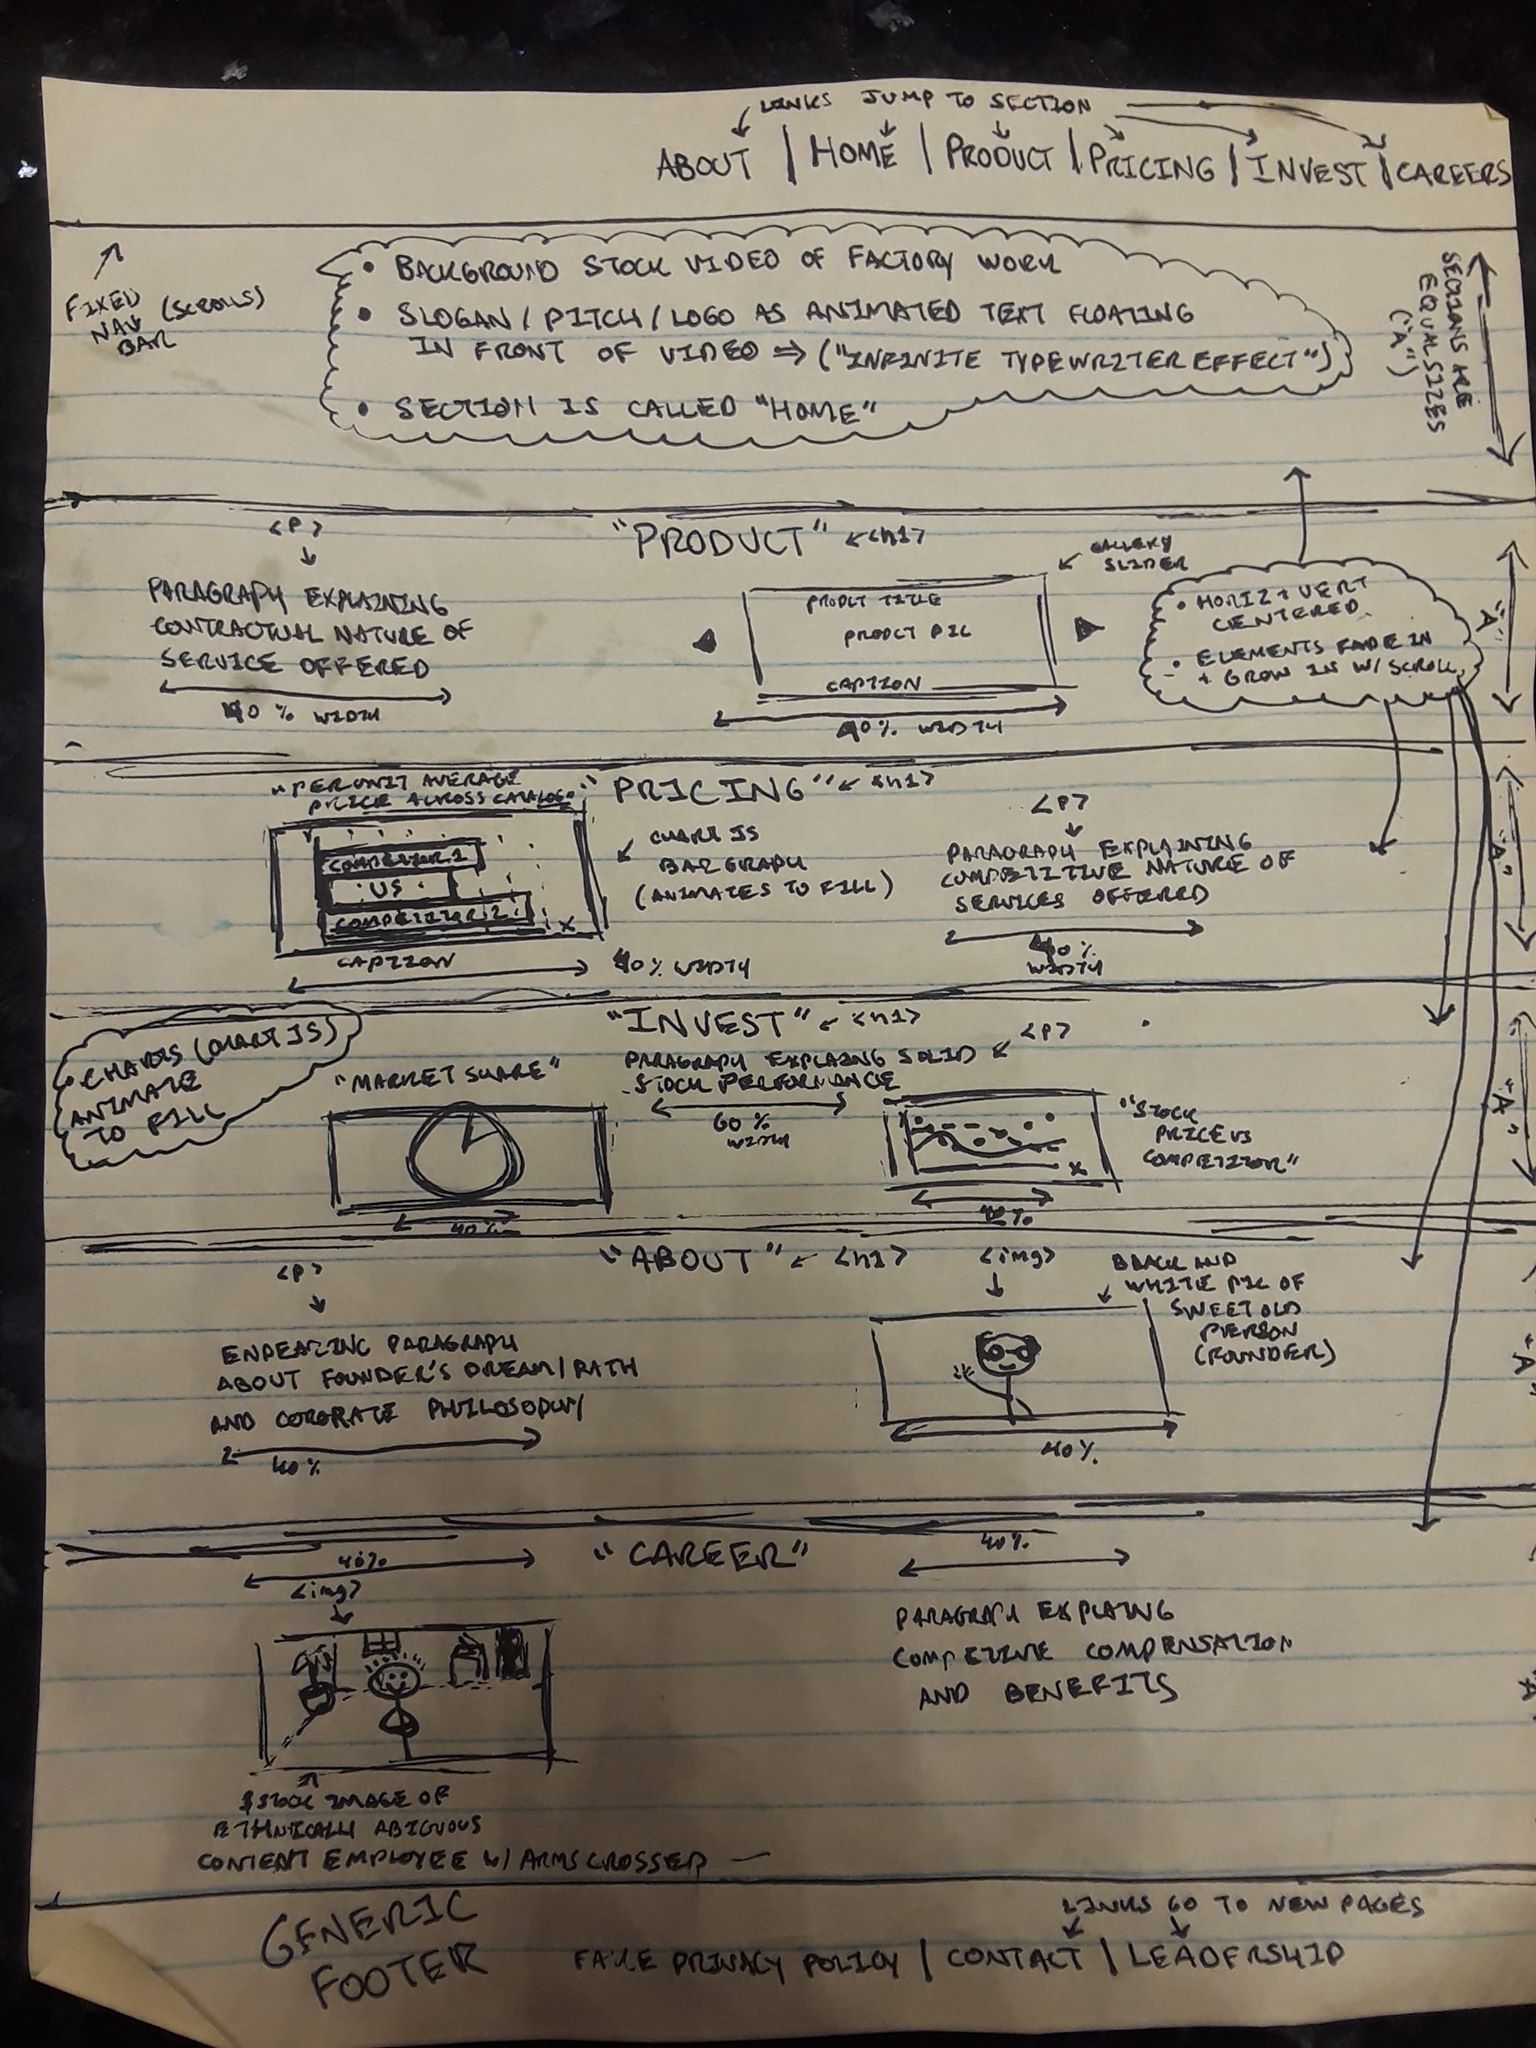 LINKS JUMP TO SECTION
ABOUT | HOME | PRODUCT | PRICING | INVEST | CAREERS
FIXED (SCROLLS)
NAV
BAR
• BACKGROUND STOCK VIDEO OF FACTORY WORK
• SLOGAN / PITCH / LOGO AS ANIMATED TEXT FLOATING
IN FRONT OF VIDEO => ("INFINITE TYPEWRITER EFFECT")
• SECTION IS CALLED "HOME"
SECTIONS ARE
EQUAL SIZES
("A")
"PRODUCT" <h1>
<P>
PARAGRAPH EXPLAINING
CONTRACTUAL NATURE OF
SERVICE OFFERED
40% WIDTH
GALLERY
SLIDER
PRODCT TITLE
PRODCT PIC
CAPTION
40% WIDTH
• HORIZ + VERT
CENTERED
• ELEMENTS FADE IN
+ GROW IN W/ SCROLL
"A"
"PRICING" <h1>
"PER UNIT AVERAGE
PRICE ACROSS CATALOG"
COMPETITOR 1
US
COMPETITOR 2
X
CAPTION
40% WIDTH
CHART JS
BAR GRAPH
(ANIMATES TO FILL)
<P>
PARAGRAPH EXPLAINING
COMPETITIVE NATURE OF
SERVICES OFFERED
40%
WIDTH
"A"
"INVEST" <h1>
• CHARTS (CHART JS)
ANIMATE
TO FILL
"MARKET SHARE"
40%
<P>
PARAGRAPH EXPLAING SOLID
STOCK PERFORMANCE
60%
WIDTH
"STOCK
PRICE VS
COMPETITOR"
X
40%
"A"
"ABOUT" <h1>
<P>
ENDEARING PARAGRAPH
ABOUT FOUNDER'S DREAM / PATH
AND CORORATE PHILOSOPHY
40%
<img>
BLACK AND
WHITE PIC OF
SWEET OLD
PERSON
(FOUNDER)
40%
"A"
"CAREER"
40%
<img>
STOCK IMAGE OF
ETHNICALLY ABIGUOUS
CONTENT EMPLOYEE W/ ARMS CROSSED
40%
PARAGRAPH EXPLAING
COMPETIVE COMPENSATION
AND BENEFITS
"A
GENERIC
FOOTER
LINKS GO TO NEW PAGES
FAKE PRIVACY POLICY | CONTACT | LEADERSHIP